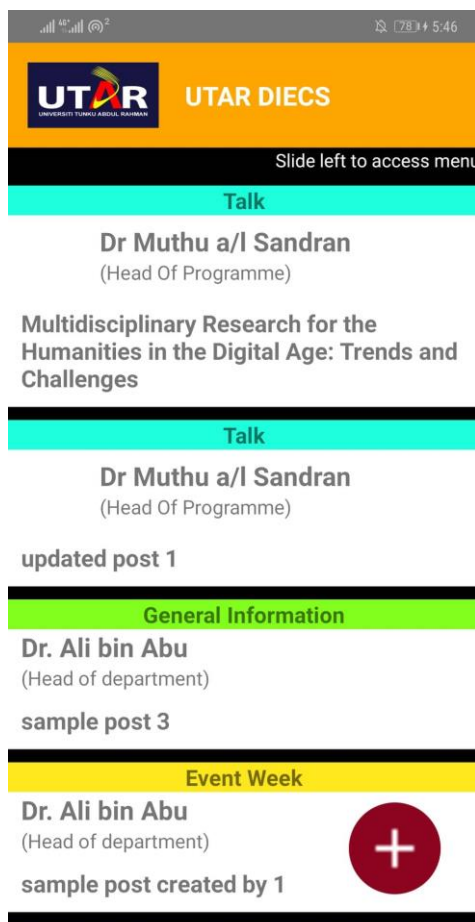 46+ 2 78 5:46
UTAR
UNIVERSITI TUNKU ABDUL RAHMAN
UTAR DIECS
Slide left to access menu
Talk
Dr Muthu a/l Sandran
(Head Of Programme)
Multidisciplinary Research for the
Humanities in the Digital Age: Trends and
Challenges
Talk
Dr Muthu a/l Sandran
(Head Of Programme)
updated post 1
General Information
Dr. Ali bin Abu
(Head of department)
sample post 3
Event Week
Dr. Ali bin Abu
(Head of department)
+
sample post created by 1